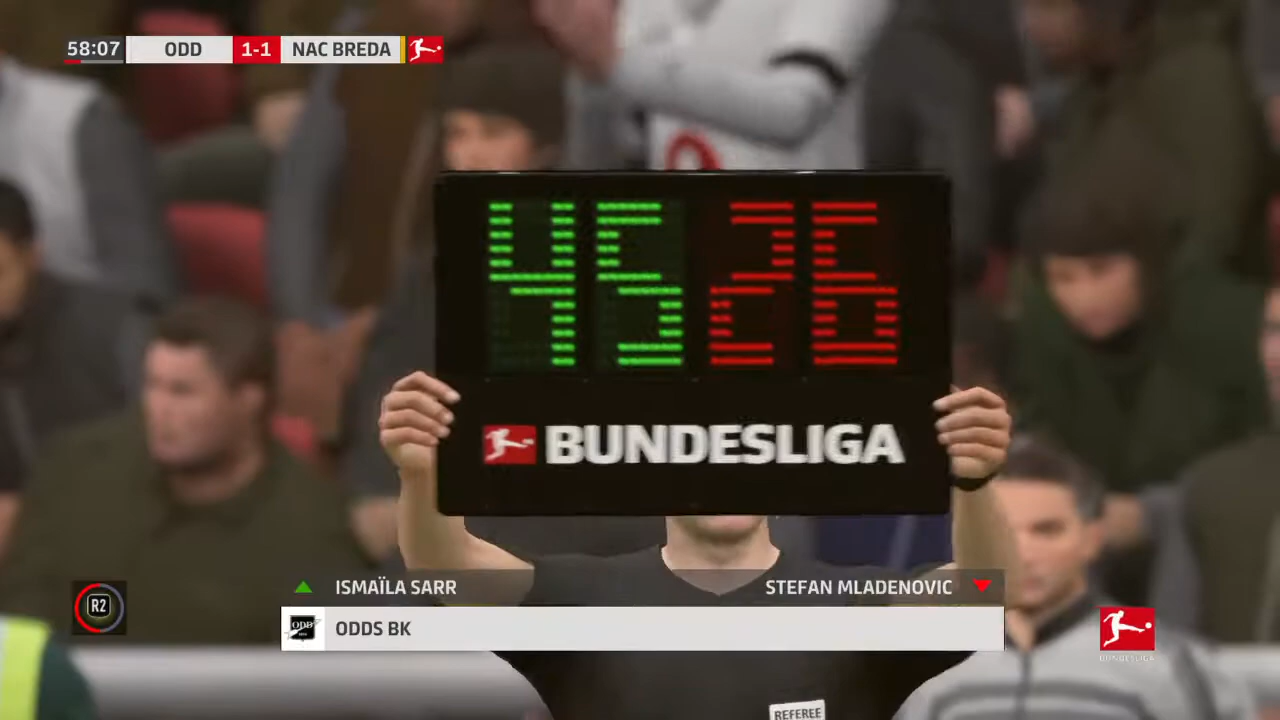 58:07 ODD 1-1 NAC BREDA
45 26
BUNDESLIGA
R2
ISMAÏLA SARR STEFAN MLADENOVIC
ODDS BK
ODD
BUNDESLIGA
REFEREE